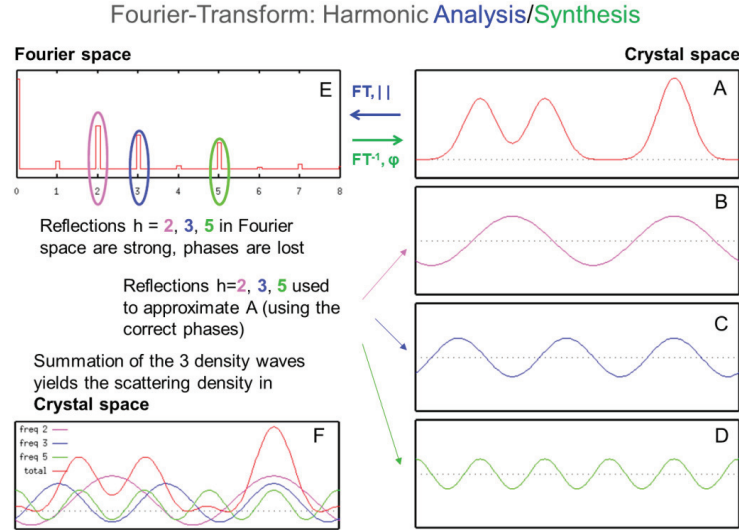 Fourier-Transform: Harmonic Analysis/Synthesis
Fourier space
Crystal space
E
FT,||
FT⁻¹, φ
0 1 2 3 4 5 6 7 8
A
B
Reflections h = 2, 3, 5 in Fourier
space are strong, phases are lost
Reflections h=2, 3, 5 used
to approximate A (using the
correct phases)
C
Summation of the 3 density waves
yields the scattering density in
Crystal space
F
freq 2
freq 3
freq 5
total
D